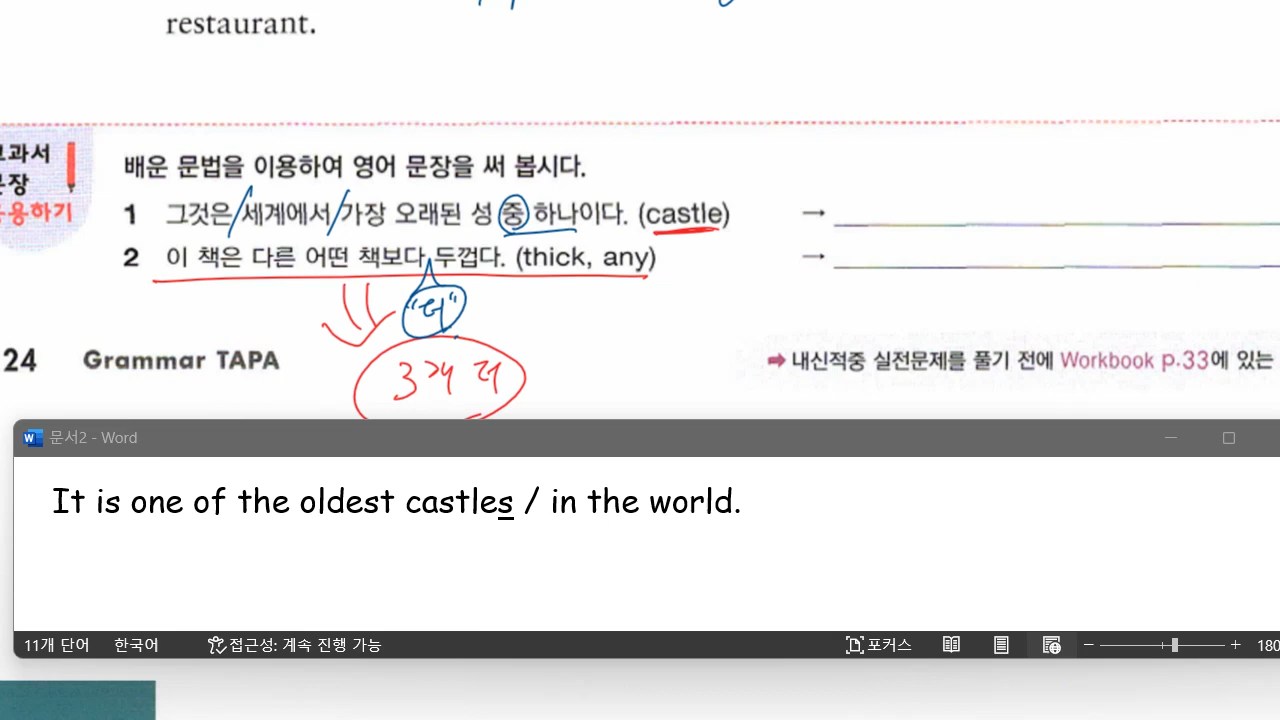 restaurant.
교과서
문장
응용하기
배운 문법을 이용하여 영어 문장을 써 봅시다.
1 그것은/세계에서/가장 오래된 성 중 하나이다. (castle) →
2 이 책은 다른 어떤 책보다 두껍다. (thick, any) →
"더"
3개 더
24 Grammar TAPA
➡ 내신적중 실전문제를 풀기 전에 Workbook p.33에 있는
문서2 - Word
It is one of the oldest castles / in the world.
11개 단어 한국어 접근성: 계속 진행 가능 포커스 180